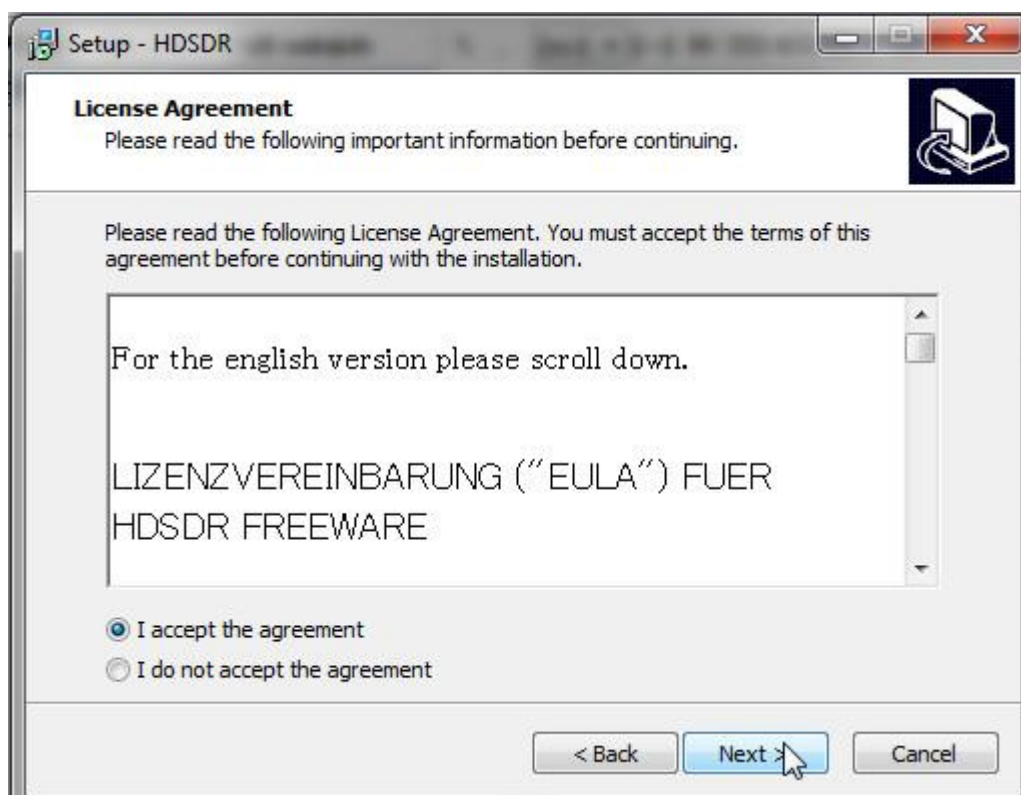 Setup - HDSDR
License Agreement
Please read the following important information before continuing.
Please read the following License Agreement. You must accept the terms of this
agreement before continuing with the installation.
For the english version please scroll down.
LIZENZVEREINBARUNG ("EULA") FUER
HDSDR FREEWARE
I accept the agreement
I do not accept the agreement
< Back
Next >
Cancel